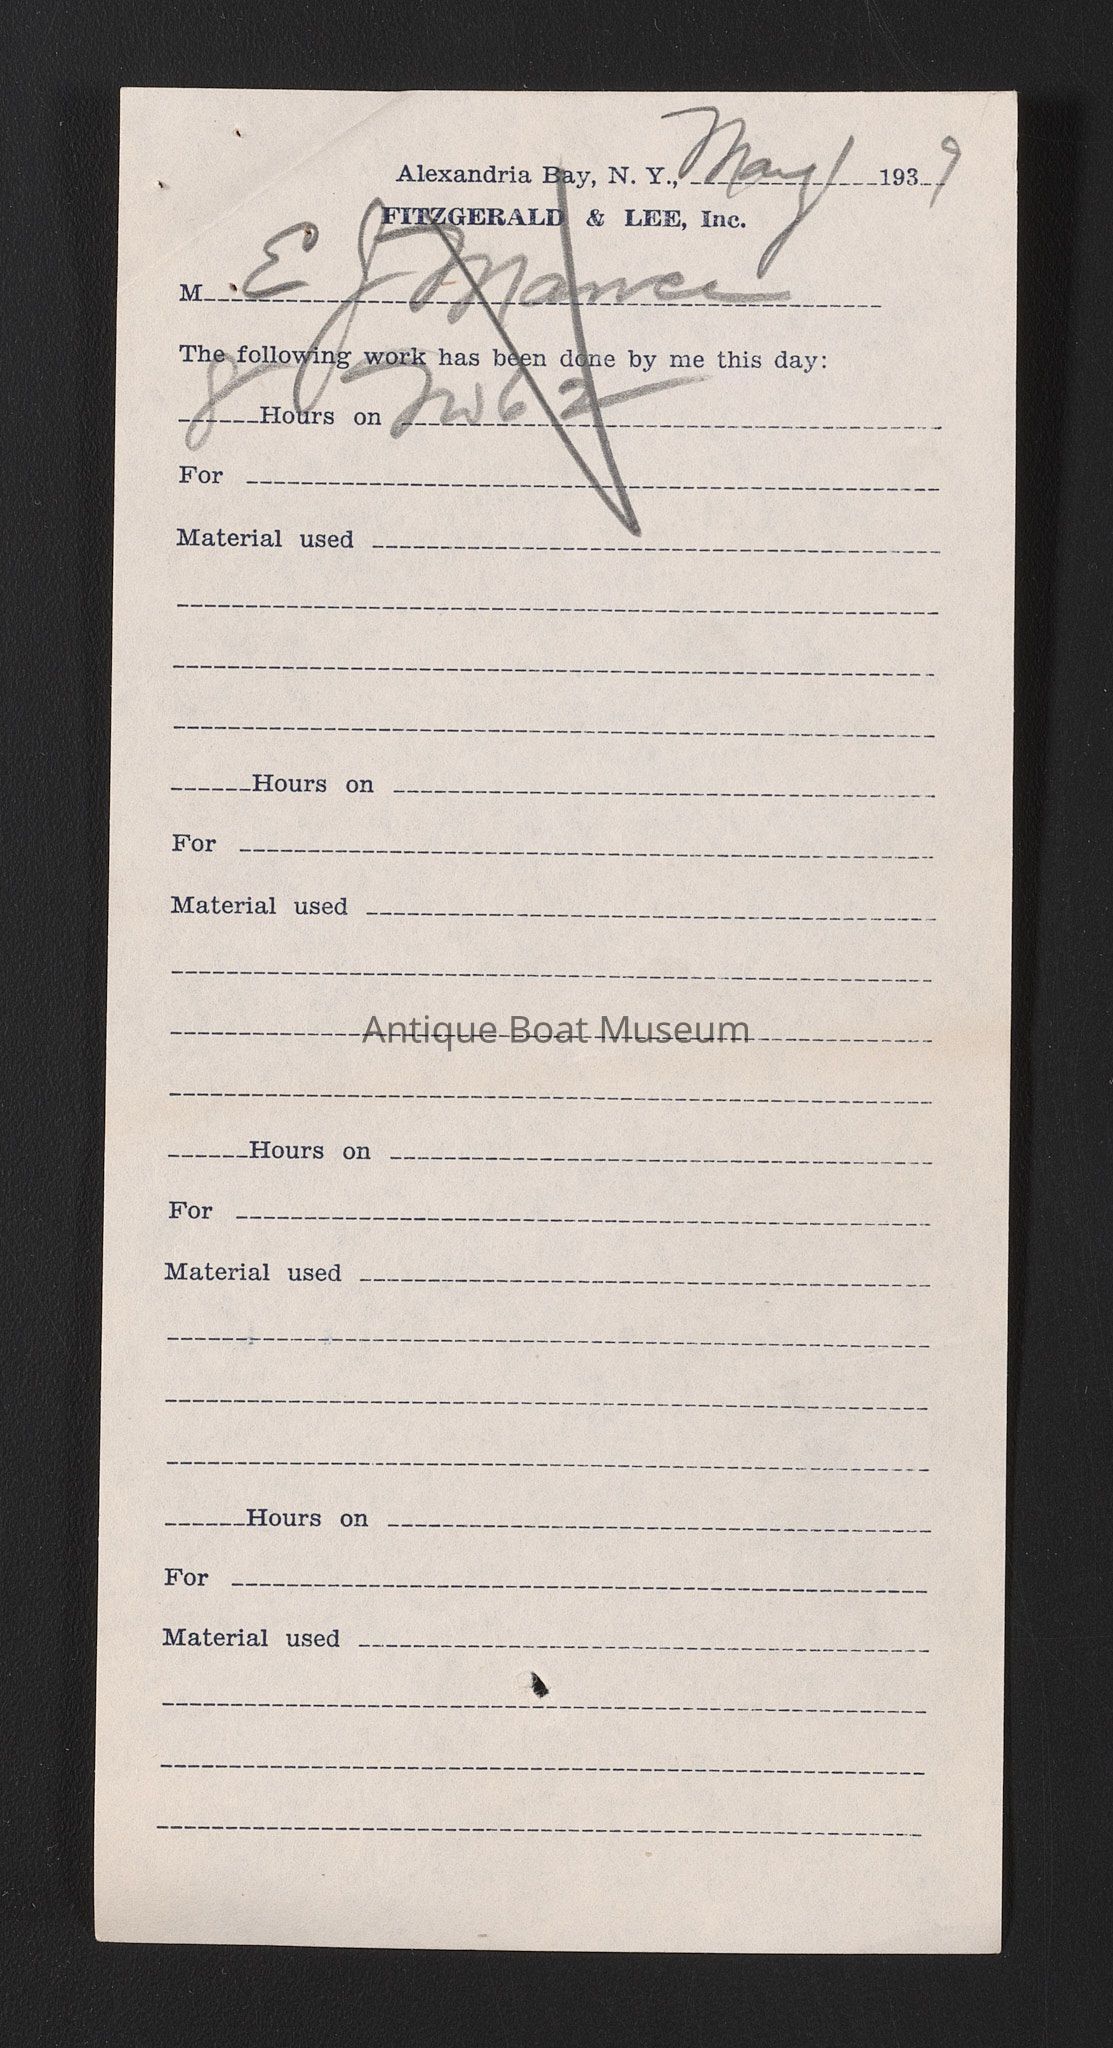 Alexandria Bay, N. Y., May 1 1939
FITZGERALD & LEE, Inc.
M E J
The following work has been done by me this day:
8 Hours on No 62
For
Material used
Hours on
For
Material used
Antique Boat Museum
Hours on
For
Material used
Hours on
For
Material used